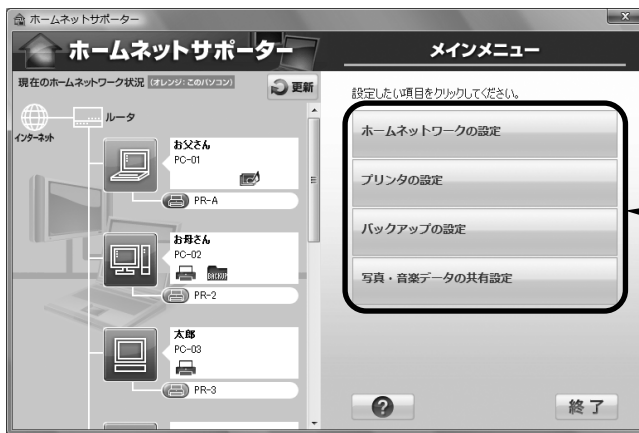 ホームネットサポーター
ホームネットサポーター
メインメニュー
現在のホームネットワーク状況 (オレンジ:このパソコン)
更新
設定したい項目をクリックしてください。
インターネット
ルータ
お父さん
PC-01
PR-A
お母さん
PC-02
BACKUP
PR-2
太郎
PC-03
PR-3
ホームネットワークの設定
プリンタの設定
バックアップの設定
写真・音楽データの共有設定
?
終了